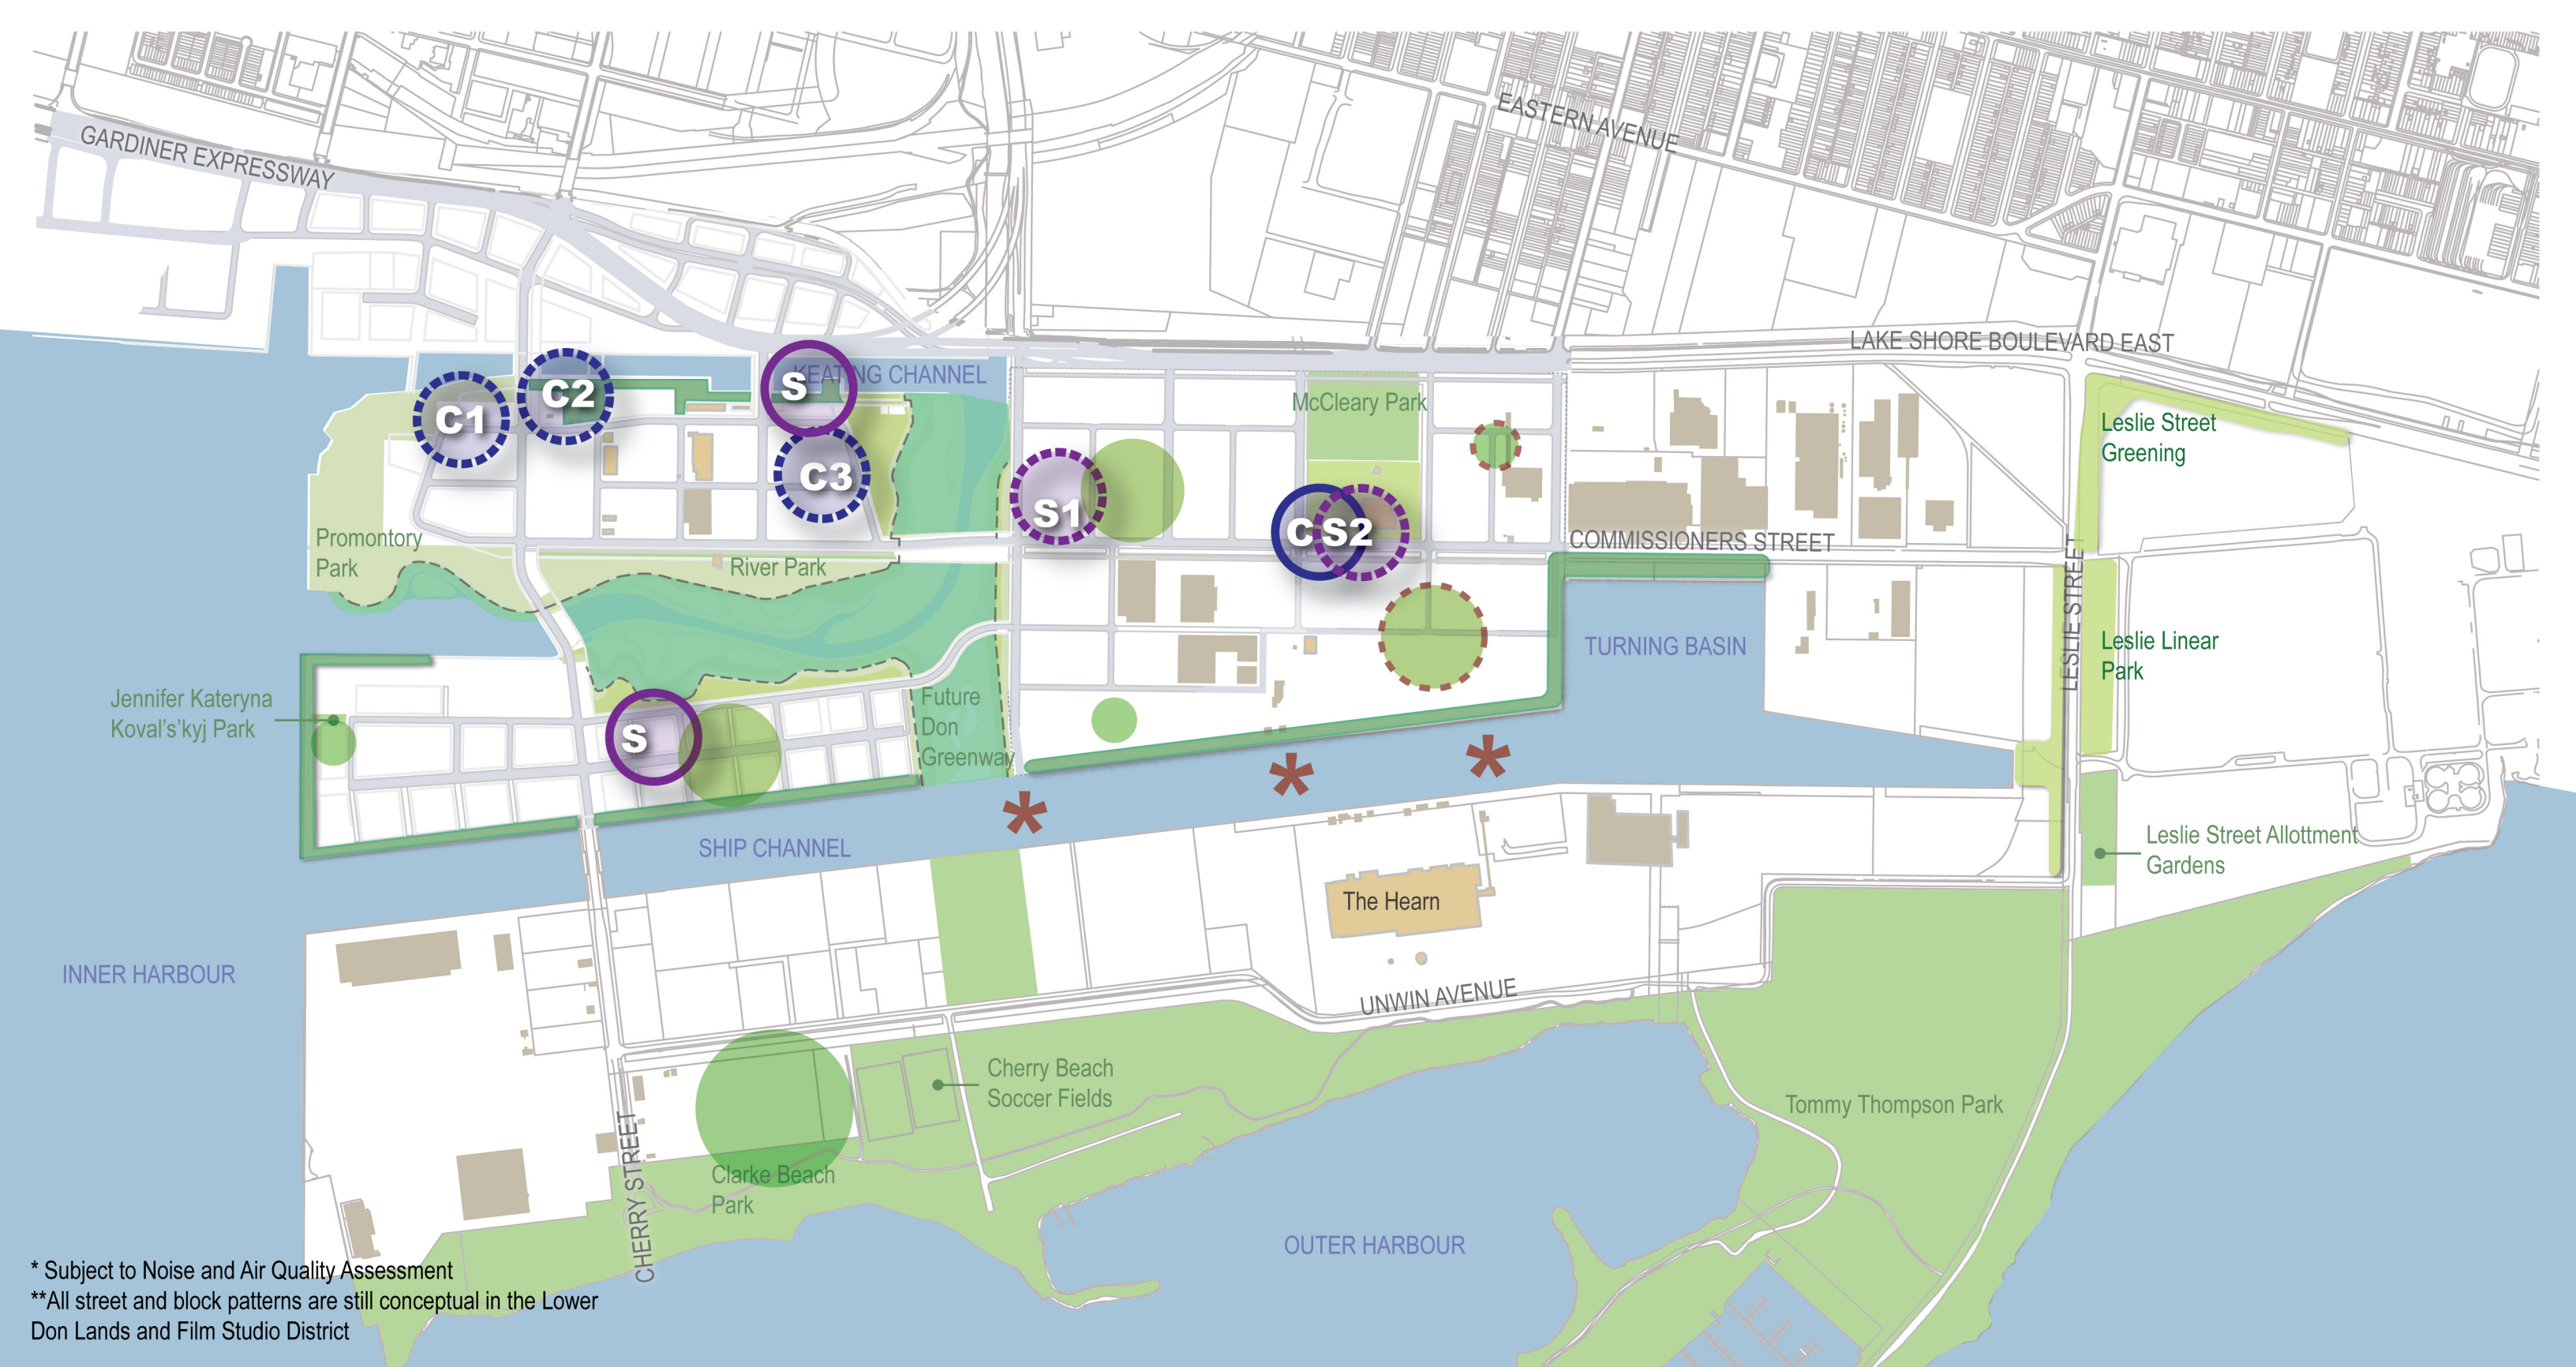 GARDINER EXPRESSWAY
EASTERN AVENUE
LAKE SHORE BOULEVARD EAST
KEATING CHANNEL
C1
C2
S
C3
McCleary Park
Leslie Street
Greening
S1
C
S2
COMMISSIONERS STREET
Promontory
Park
River Park
LESLIE STREET
TURNING BASIN
Leslie Linear
Park
Jennifer Kateryna
Koval's'kyj Park
S
Future
Don
Greenway
*
*
*
SHIP CHANNEL
Leslie Street Allottment
Gardens
The Hearn
INNER HARBOUR
UNWIN AVENUE
Cherry Beach
Soccer Fields
Tommy Thompson Park
CHERRY STREET
Clarke Beach
Park
OUTER HARBOUR
* Subject to Noise and Air Quality Assessment
**All street and block patterns are still conceptual in the Lower
Don Lands and Film Studio District